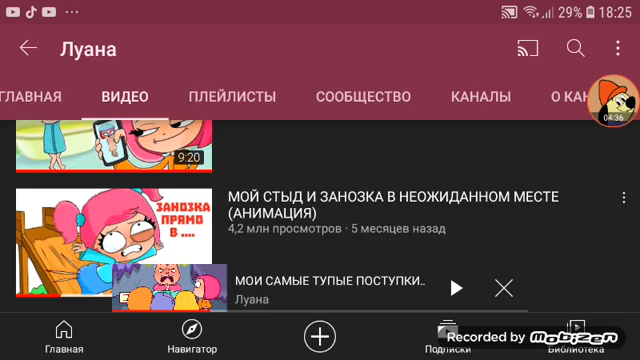 29% 18:25
Луана
ГЛАВНАЯ ВИДЕО ПЛЕЙЛИСТЫ СООБЩЕСТВО КАНАЛЫ О КАН
04:36
9:20
ЗАНОЗКА
ПРЯМО
В ....
МОЙ СТЫД И ЗАНОЗКА В НЕОЖИДАННОМ МЕСТЕ
(АНИМАЦИЯ)
4,2 млн просмотров · 5 месяцев назад
МОИ САМЫЕ ТУПЫЕ ПОСТУПКИ..
Луана
Главная Навигатор Подписки Библиотека
Recorded by Mobizen